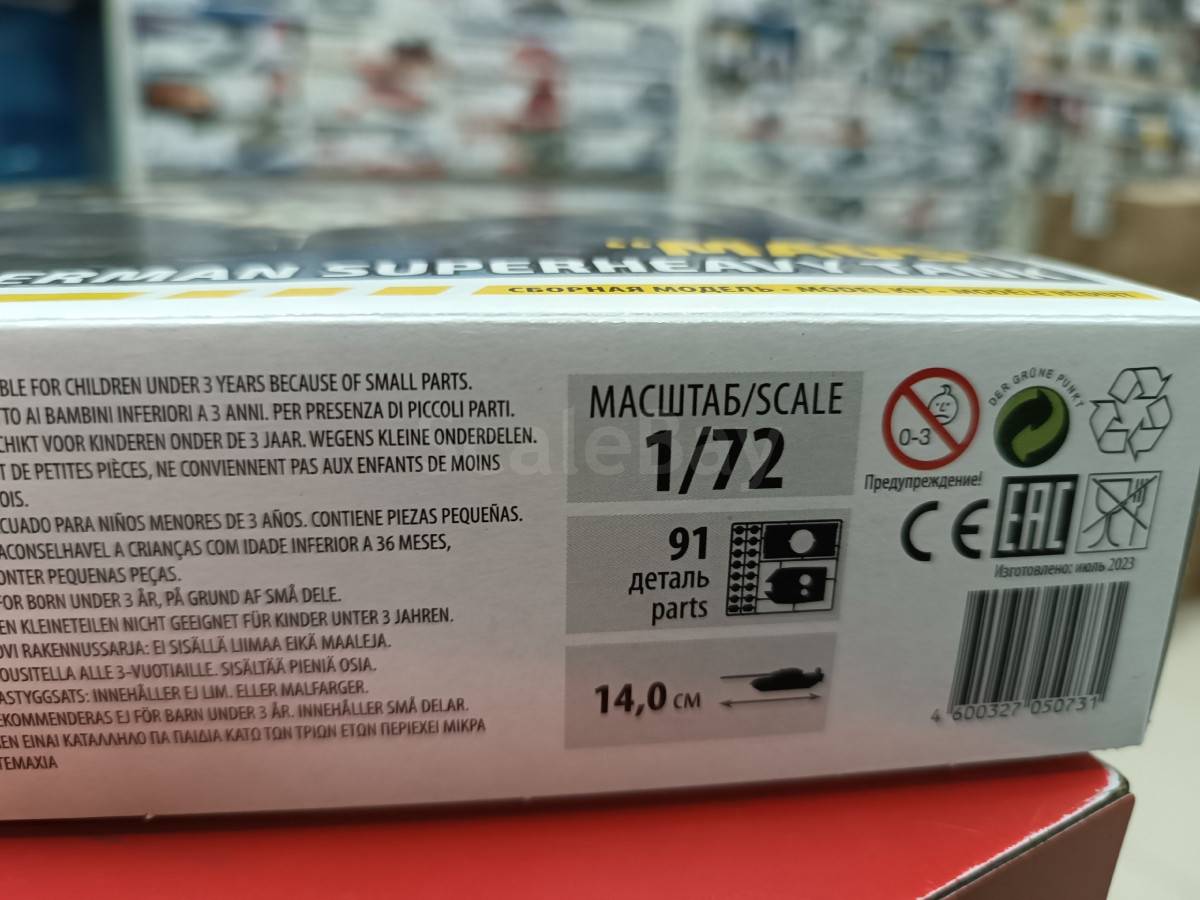 "MAUS"
ERMAN SUPERHEAVY TANK
СБОРНАЯ МОДЕЛЬ • MODEL KIT • MODÈLE RÉDUIT
BLE FOR CHILDREN UNDER 3 YEARS BECAUSE OF SMALL PARTS.
TTO AI BAMBINI INFERIORI A 3 ANNI. PER PRESENZA DI PICCOLI PARTI.
CHIKT VOOR KINDEREN ONDER DE 3 JAAR. WEGENS KLEINE ONDERDELEN.
T DE PETITES PIÈCES, NE CONVIENNENT PAS AUX ENFANTS DE MOINS
OIS.
CUADO PARA NIÑOS MENORES DE 3 AÑOS. CONTIENE PIEZAS PEQUEÑAS.
ACONSELHAVEL A CRIANÇAS COM IDADE INFERIOR A 36 MESES,
ONTER PEQUENAS PEÇAS.
FOR BORN UNDER 3 ÅR, PÅ GRUND AF SMÅ DELE.
EN KLEINETEILEN NICHT GEEIGNET FÜR KINDER UNTER 3 JAHREN.
OVI RAKENNUSSARJA: EI SISÄLLÄ LIIMAA EIKÄ MAALEJA.
OUSITELLA ALLE 3-VUOTIAILLE. SISÄLTÄÄ PIENIÄ OSIA.
ASTYGGSATS: INNEHÅLLER EJ LIM. ELLER MALFARGER.
EKOMMENDERAS EJ FÖR BARN UNDER 3 ÅR. INNEHÅLLER SMÅ DELAR.
EN EINAI ΚΑΤΑΛΛΗΛΟ ΠΑ ΠΑΙΔΙΑ ΚΑΤΩ ΤΩΝ ΤΡΙΩΝ ΕΤΩΝ ΠΕΡΙΕΧΕΙ ΜΙΚΡΑ
ΤΕΜΑΧΙΑ
МАСШТАБ/SCALE
1/72
91
деталь
parts
14,0 см
0-3
Предупреждение!
DER GRÜNE PUNKT
CE
EAC
Изготовлено: июль 2023
4 600327 050731